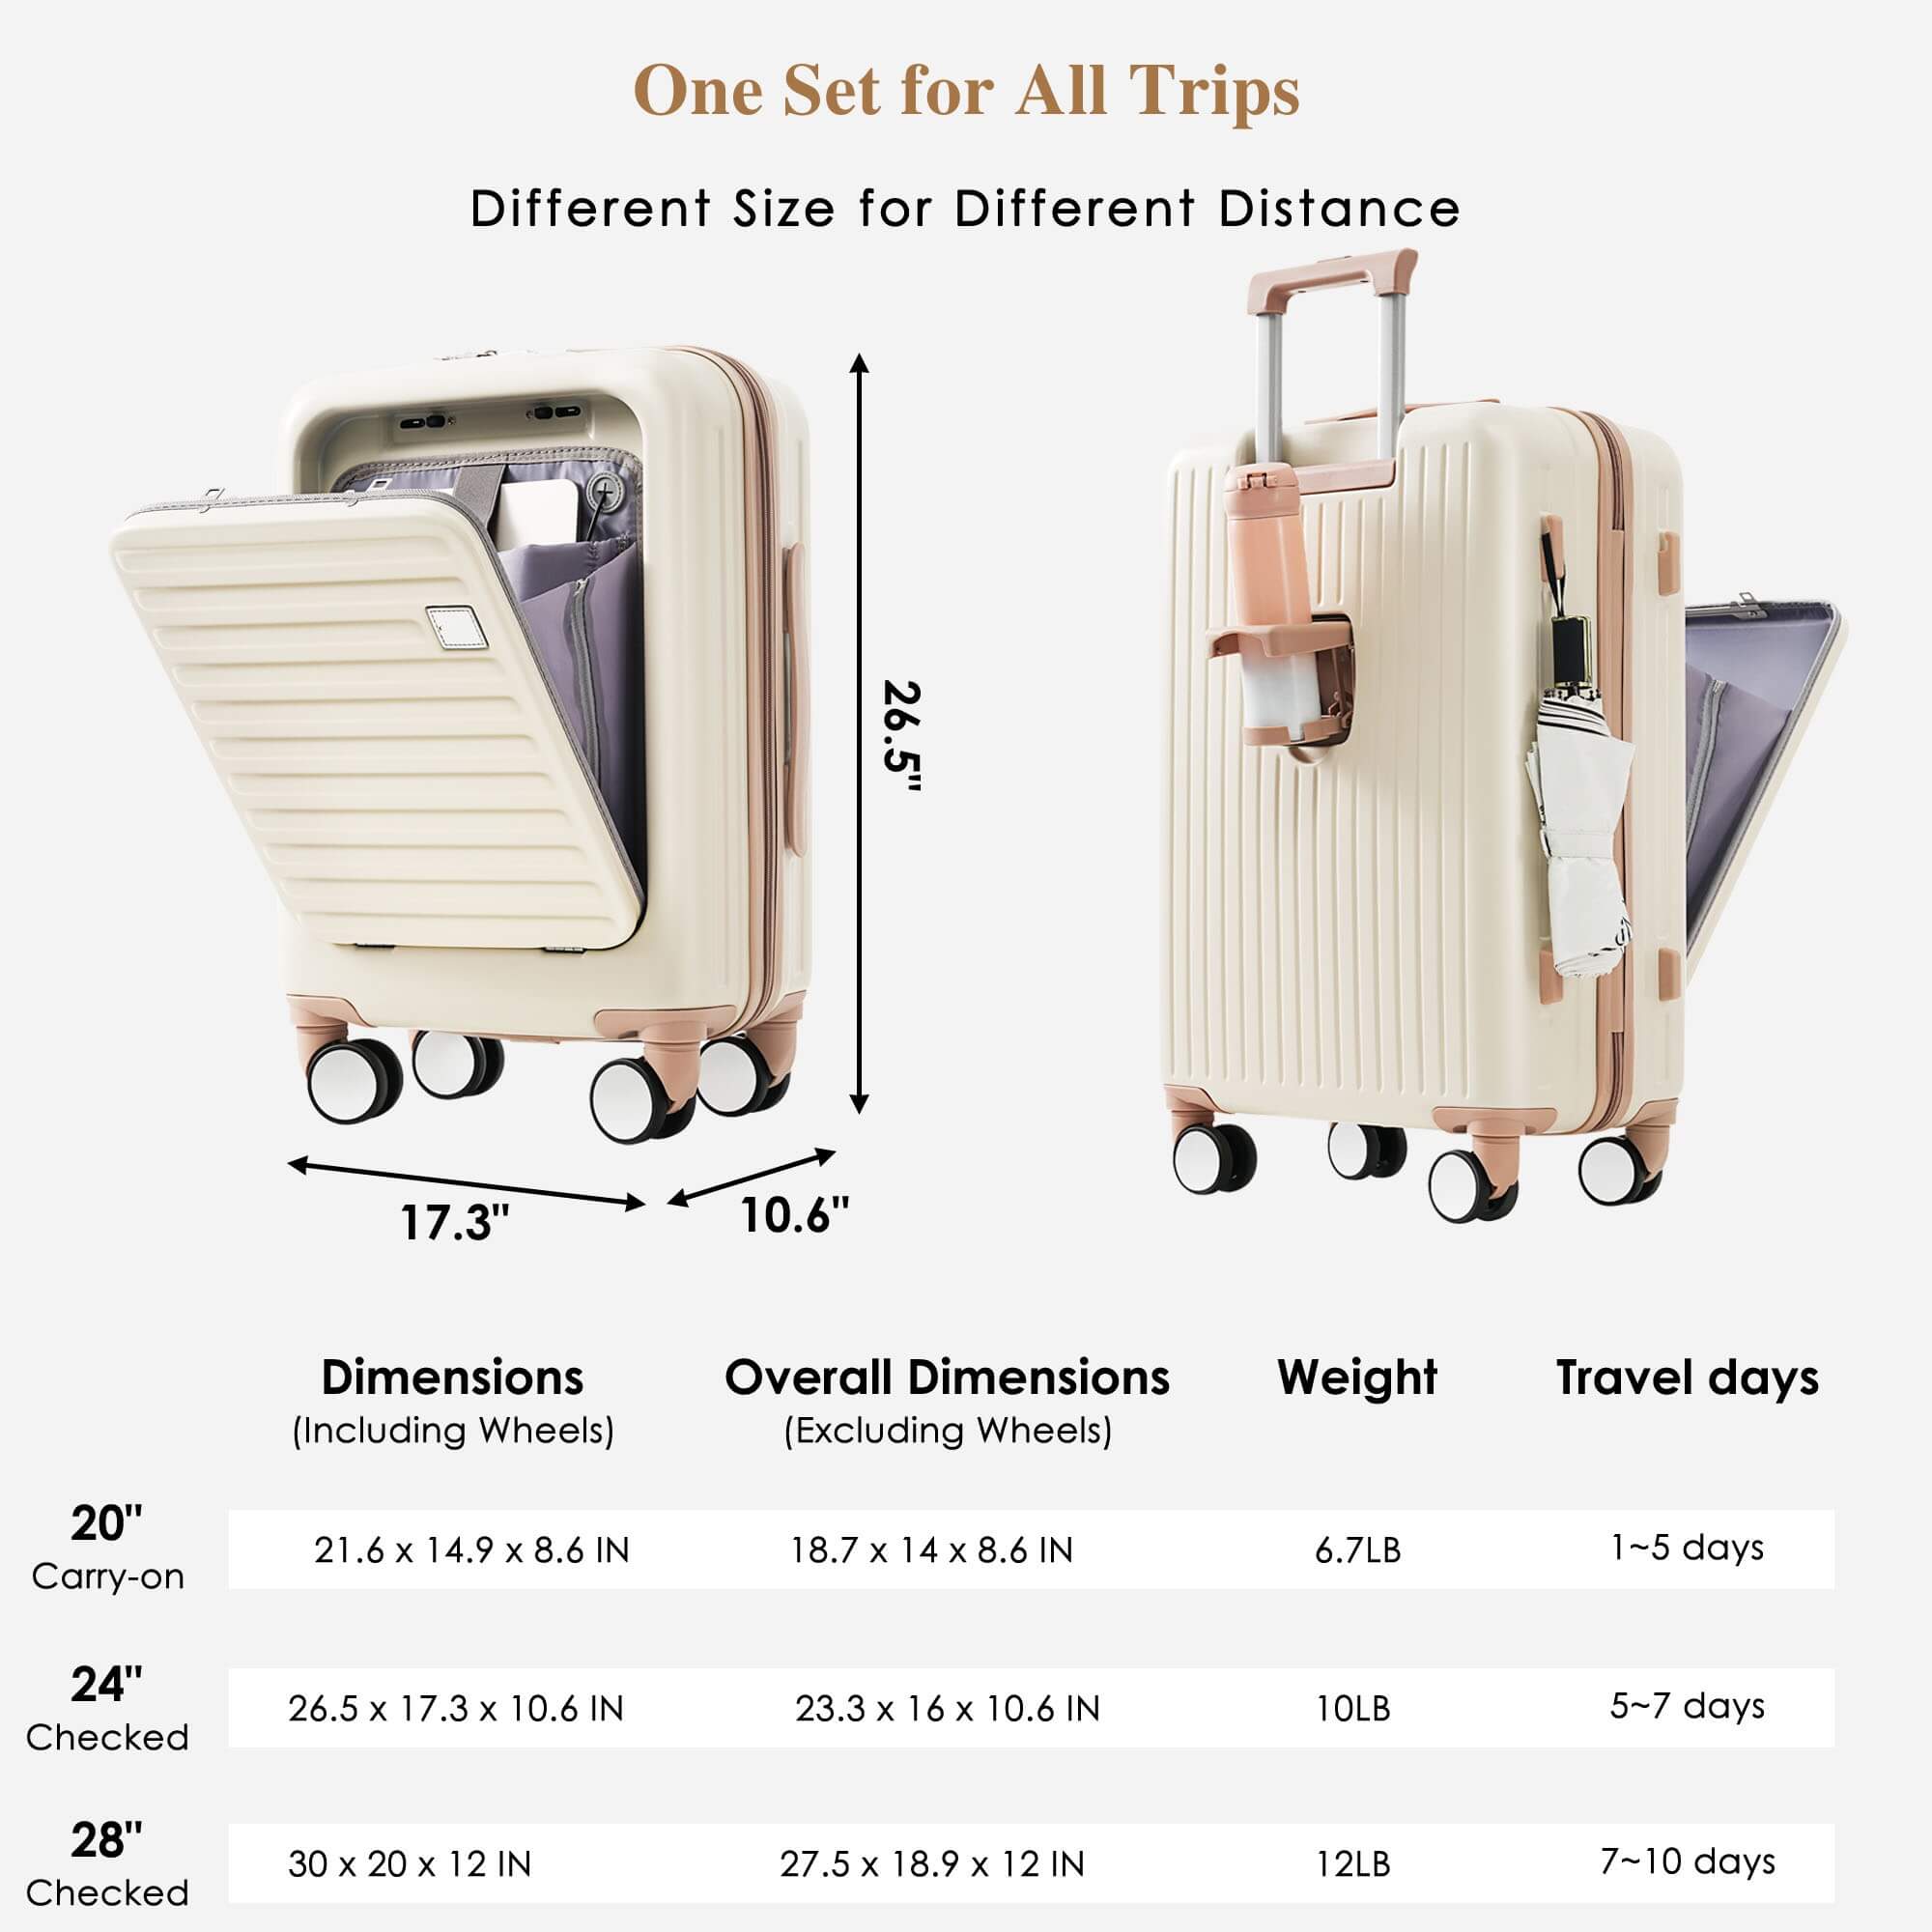 One Set for All Trips
Different Size for Different Distance
26.5"
17.3"
10.6"
Dimensions Overall Dimensions Weight Travel days
(Including Wheels) (Excluding Wheels)
20"
Carry-on
21.6 x 14.9 x 8.6 IN 18.7 x 14 x 8.6 IN 6.7LB 1~5 days
24"
Checked
26.5 x 17.3 x 10.6 IN 23.3 x 16 x 10.6 IN 10LB 5~7 days
28"
Checked
30 x 20 x 12 IN 27.5 x 18.9 x 12 IN 12LB 7~10 days